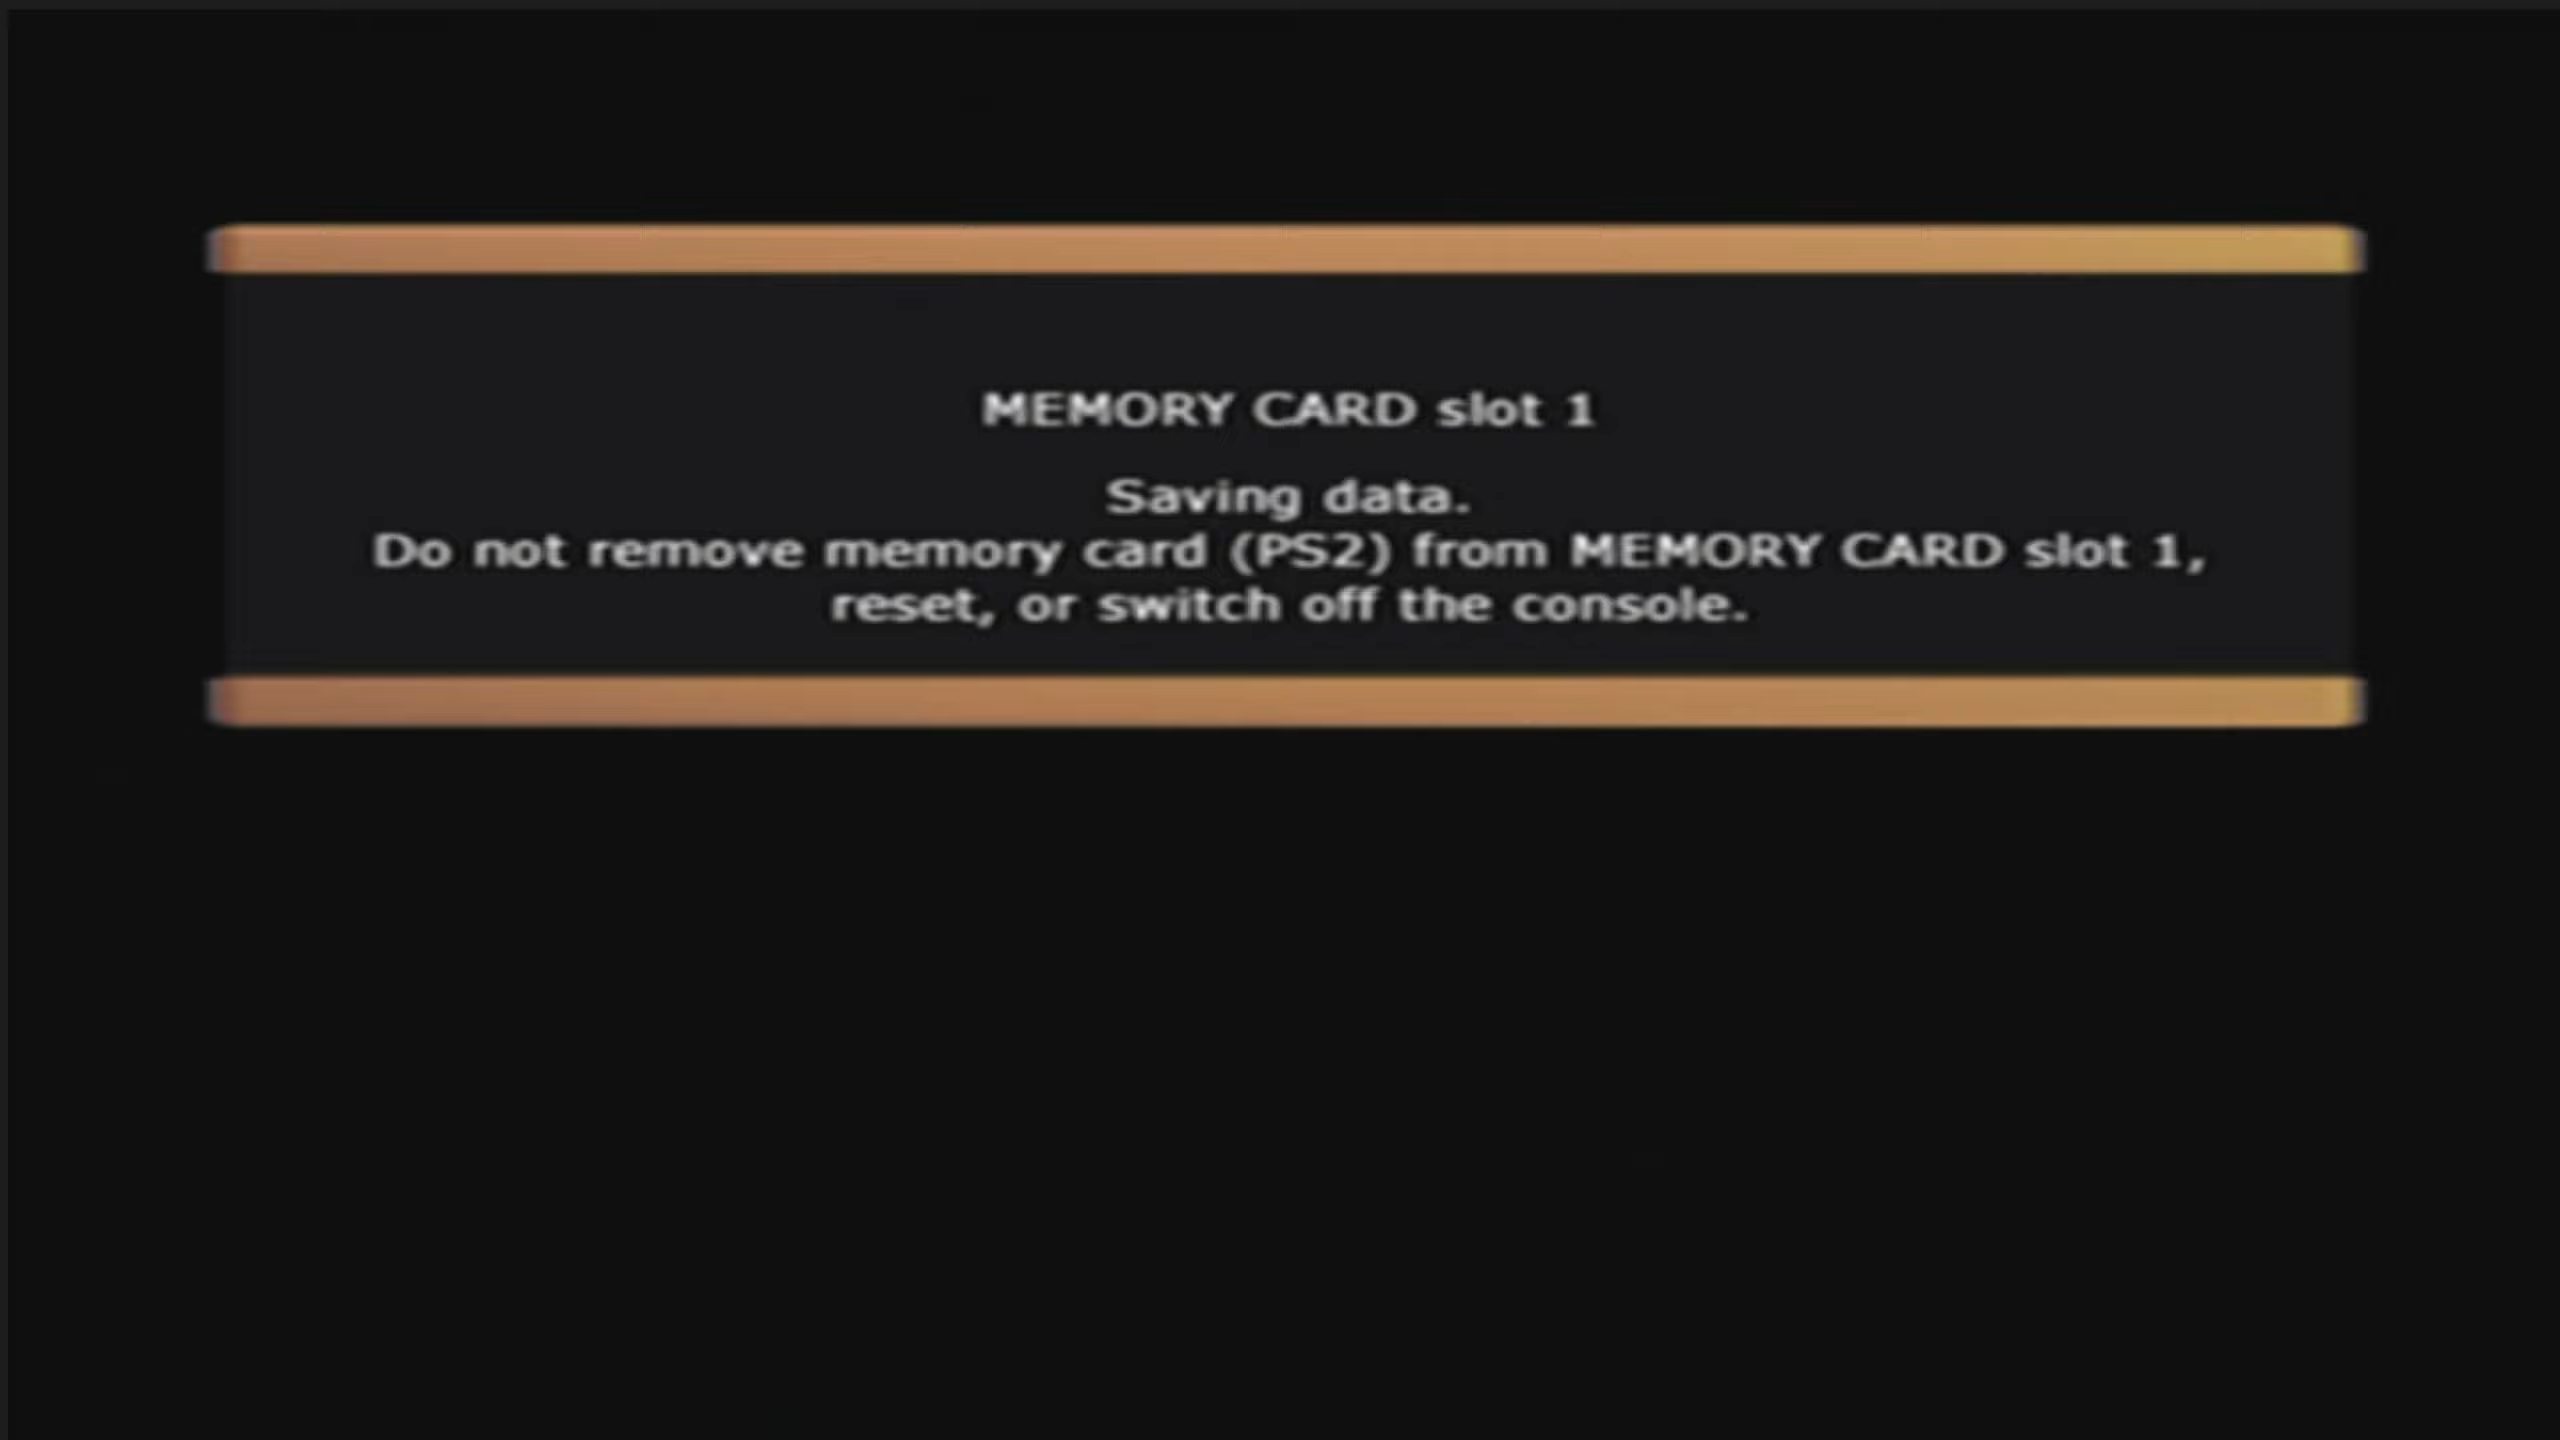 MEMORY CARD slot 1
Saving data.
Do not remove memory card (PS2) from MEMORY CARD slot 1,
reset, or switch off the console.